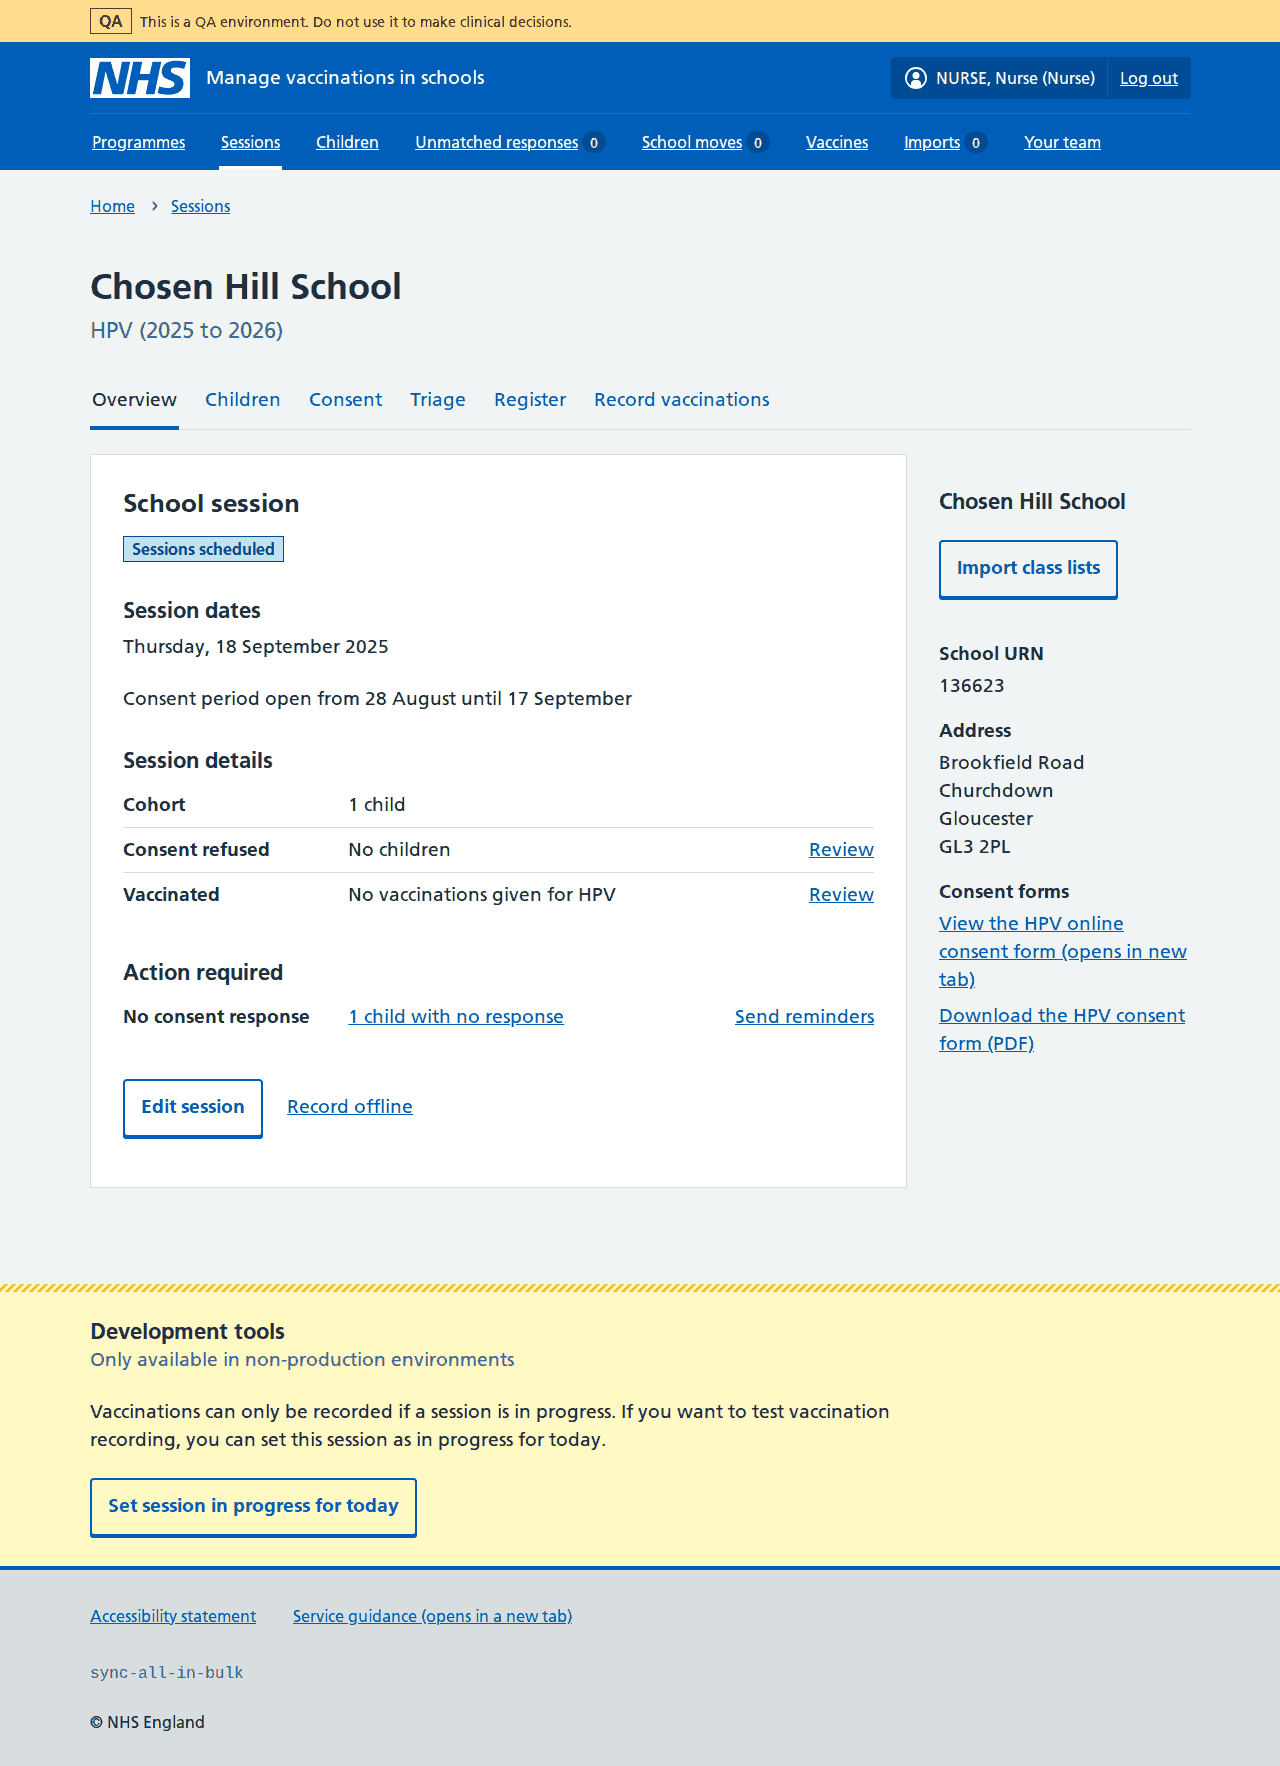 QA This is a QA environment. Do not use it to make clinical decisions.
NHS Manage vaccinations in schools NURSE, Nurse (Nurse) Log out
Programmes Sessions Children Unmatched responses 0 School moves 0 Vaccines Imports 0 Your team
Home › Sessions
Chosen Hill School
HPV (2025 to 2026)
Overview Children Consent Triage Register Record vaccinations
School session
Sessions scheduled
Session dates
Thursday, 18 September 2025
Consent period open from 28 August until 17 September
Session details
Cohort 1 child
Consent refused No children Review
Vaccinated No vaccinations given for HPV Review
Action required
No consent response 1 child with no response Send reminders
Edit session Record offline
Chosen Hill School
Import class lists
School URN
136623
Address
Brookfield Road
Churchdown
Gloucester
GL3 2PL
Consent forms
View the HPV online
consent form (opens in new
tab)
Download the HPV consent
form (PDF)
Development tools
Only available in non-production environments
Vaccinations can only be recorded if a session is in progress. If you want to test vaccination
recording, you can set this session as in progress for today.
Set session in progress for today
Accessibility statement Service guidance (opens in a new tab)
sync-all-in-bulk
© NHS England